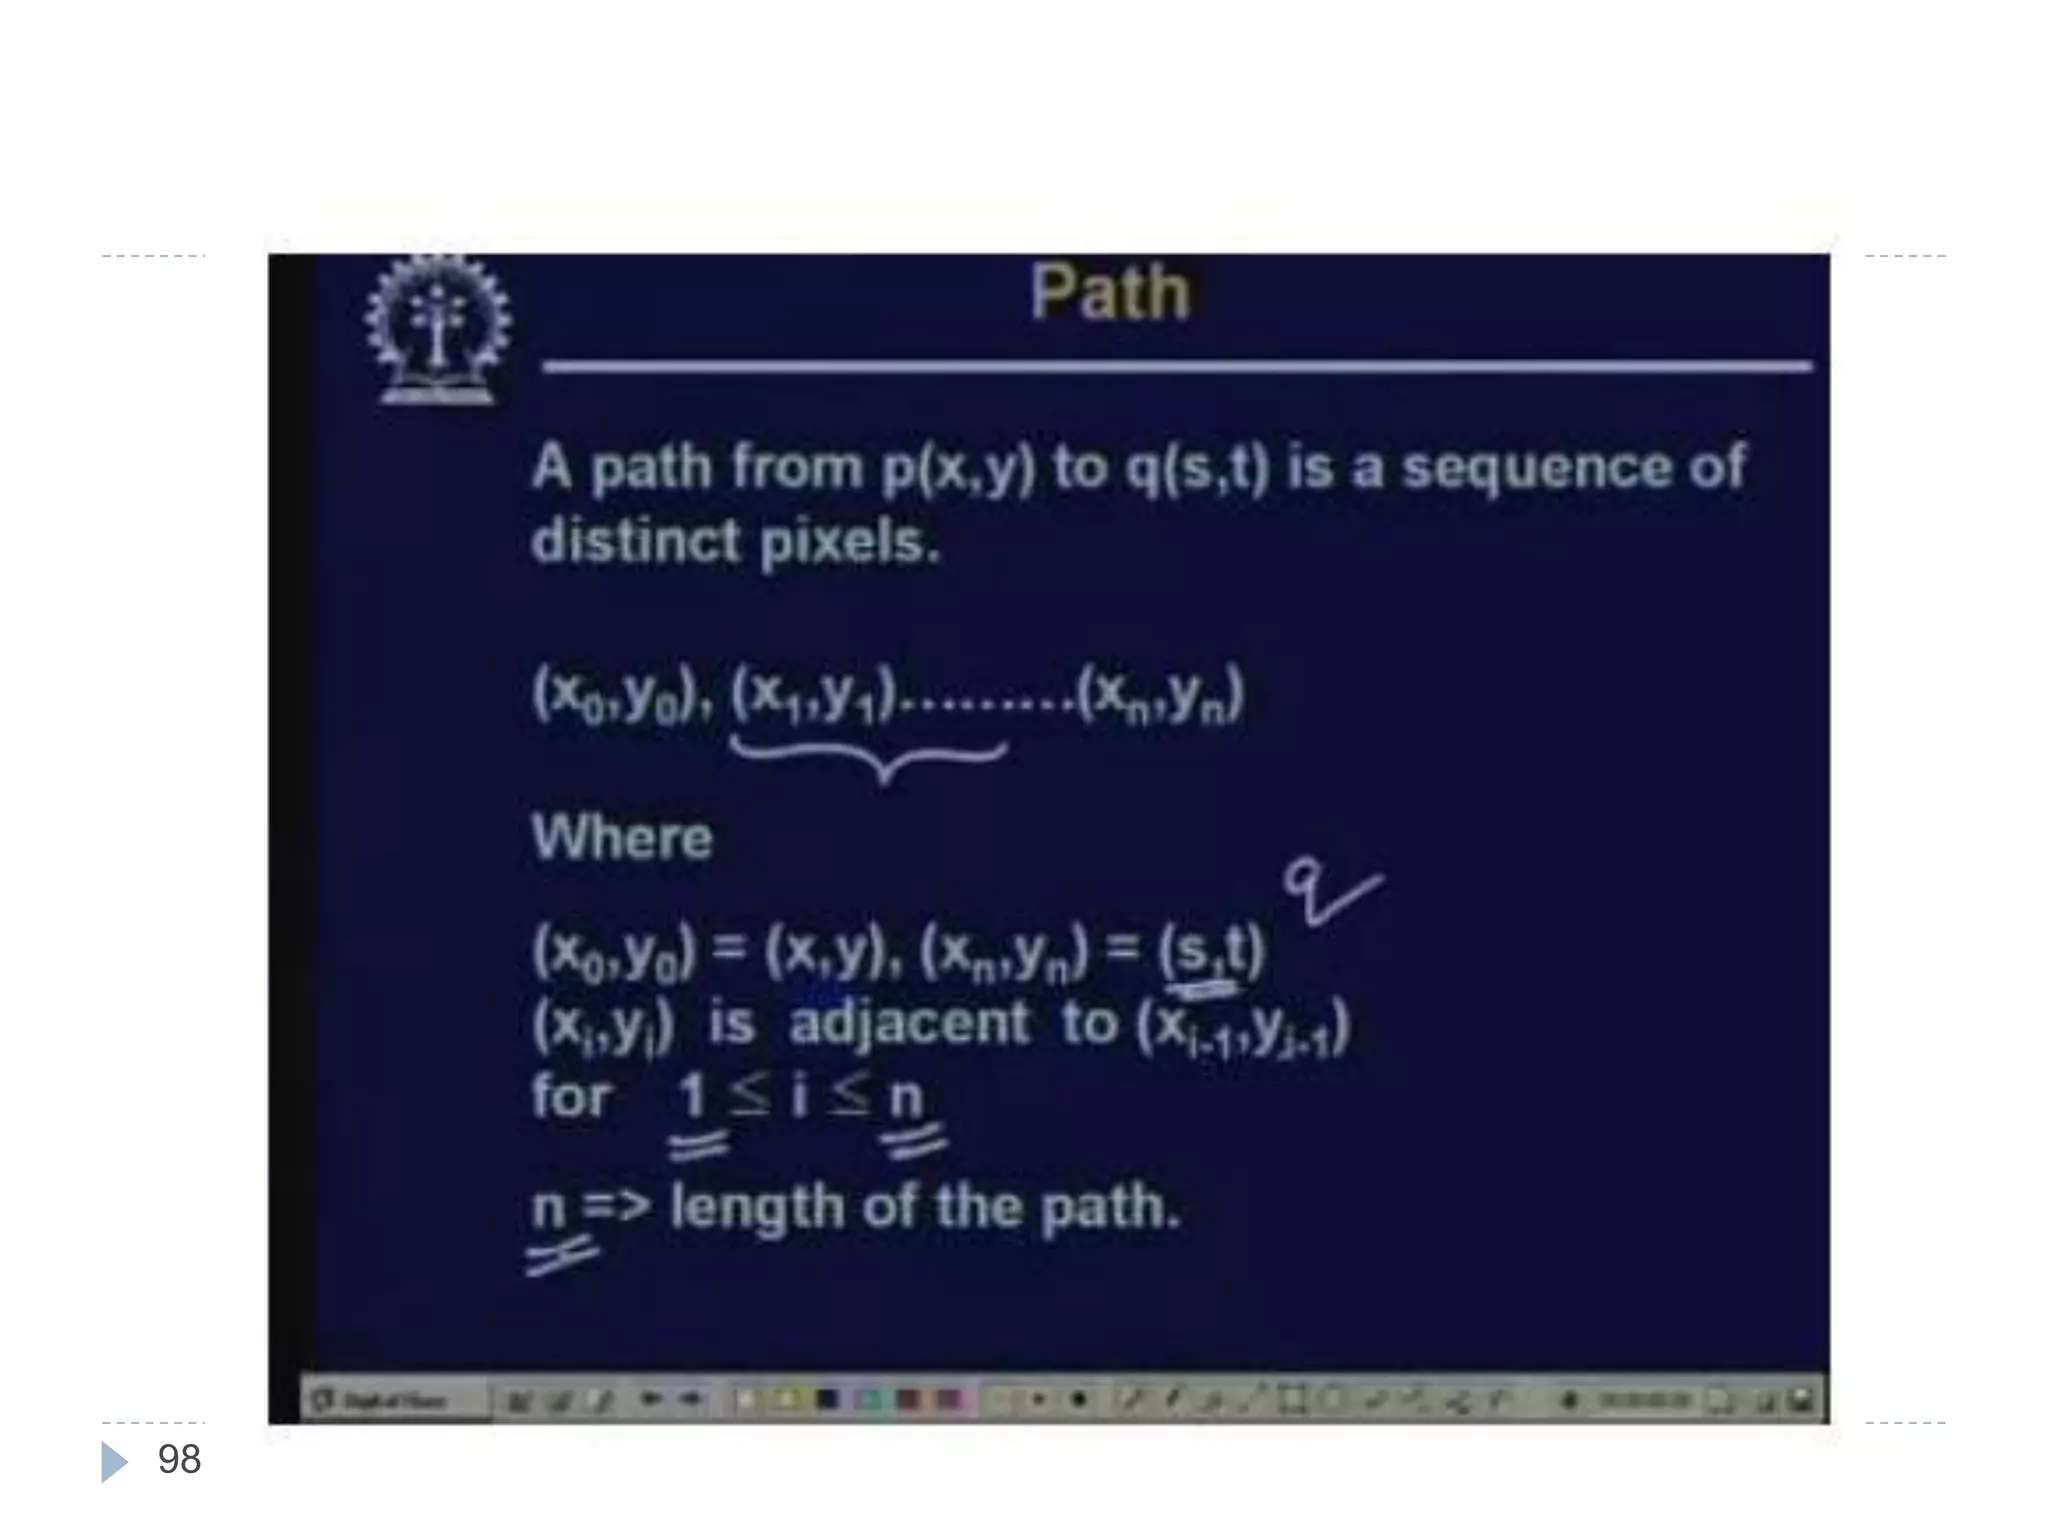 Path
A path from p(x,y) to q(s,t) is a sequence of
distinct pixels.
(x₀,y₀), (x₁,y₁).........(xₙ,yₙ)
Where
q
(x₀,y₀) = (x,y), (xₙ,yₙ) = (s,t)
(xᵢ,yᵢ) is adjacent to (xᵢ₋₁,yᵢ₋₁)
for 1 ≤ i ≤ n
n => length of the path.
98